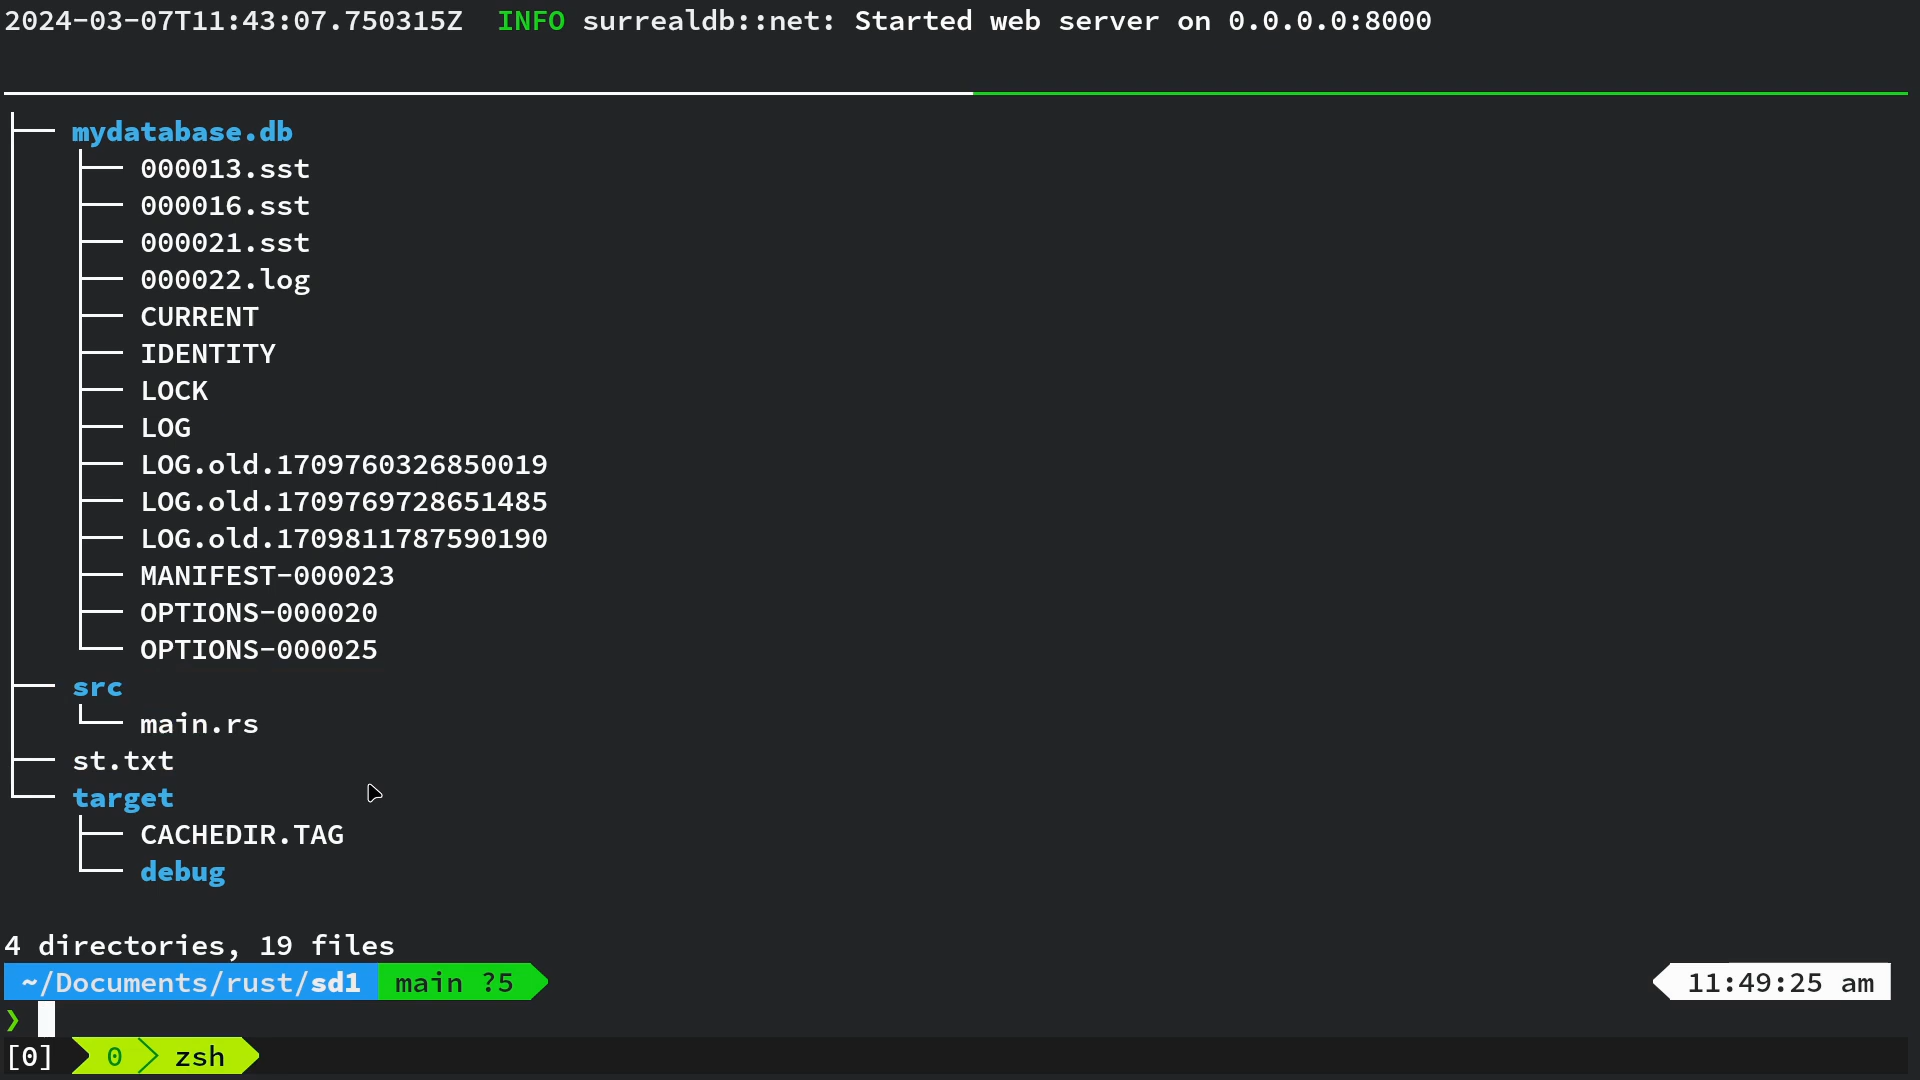 2024-03-07T11:43:07.750315Z  INFO surrealdb::net: Started web server on 0.0.0.0:8000
├── mydatabase.db
│   ├── 000013.sst
│   ├── 000016.sst
│   ├── 000021.sst
│   ├── 000022.log
│   ├── CURRENT
│   ├── IDENTITY
│   ├── LOCK
│   ├── LOG
│   ├── LOG.old.1709760326850019
│   ├── LOG.old.1709769728651485
│   ├── LOG.old.1709811787590190
│   ├── MANIFEST-000023
│   ├── OPTIONS-000020
│   └── OPTIONS-000025
├── src
│   └── main.rs
├── st.txt
└── target
    ├── CACHEDIR.TAG
    └── debug
4 directories, 19 files
~/Documents/rust/sd1 main ?5 11:49:25 am
❯
[0] 0 zsh